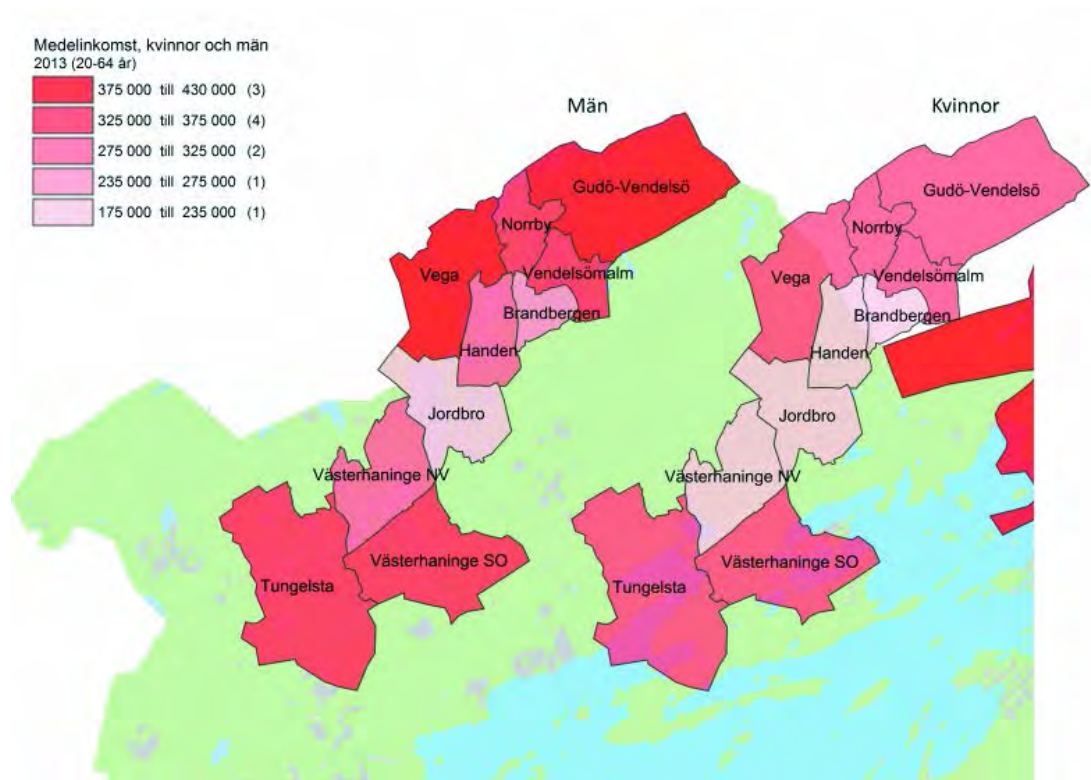 Medelinkomst, kvinnor och män
2013 (20-64 år)
375 000 till 430 000 (3)
325 000 till 375 000 (4)
275 000 till 325 000 (2)
235 000 till 275 000 (1)
175 000 till 235 000 (1)
Män
Kvinnor
Gudö-Vendelsö
Norrby
Vega
Vendelsömalm
Brandbergen
Handen
Jordbro
Västerhaninge NV
Västerhaninge SO
Tungelsta
Gudö-Vendelsö
Norrby
Vega
Vendelsömalm
Brandbergen
Handen
Jordbro
Västerhaninge NV
Västerhaninge SO
Tungelsta